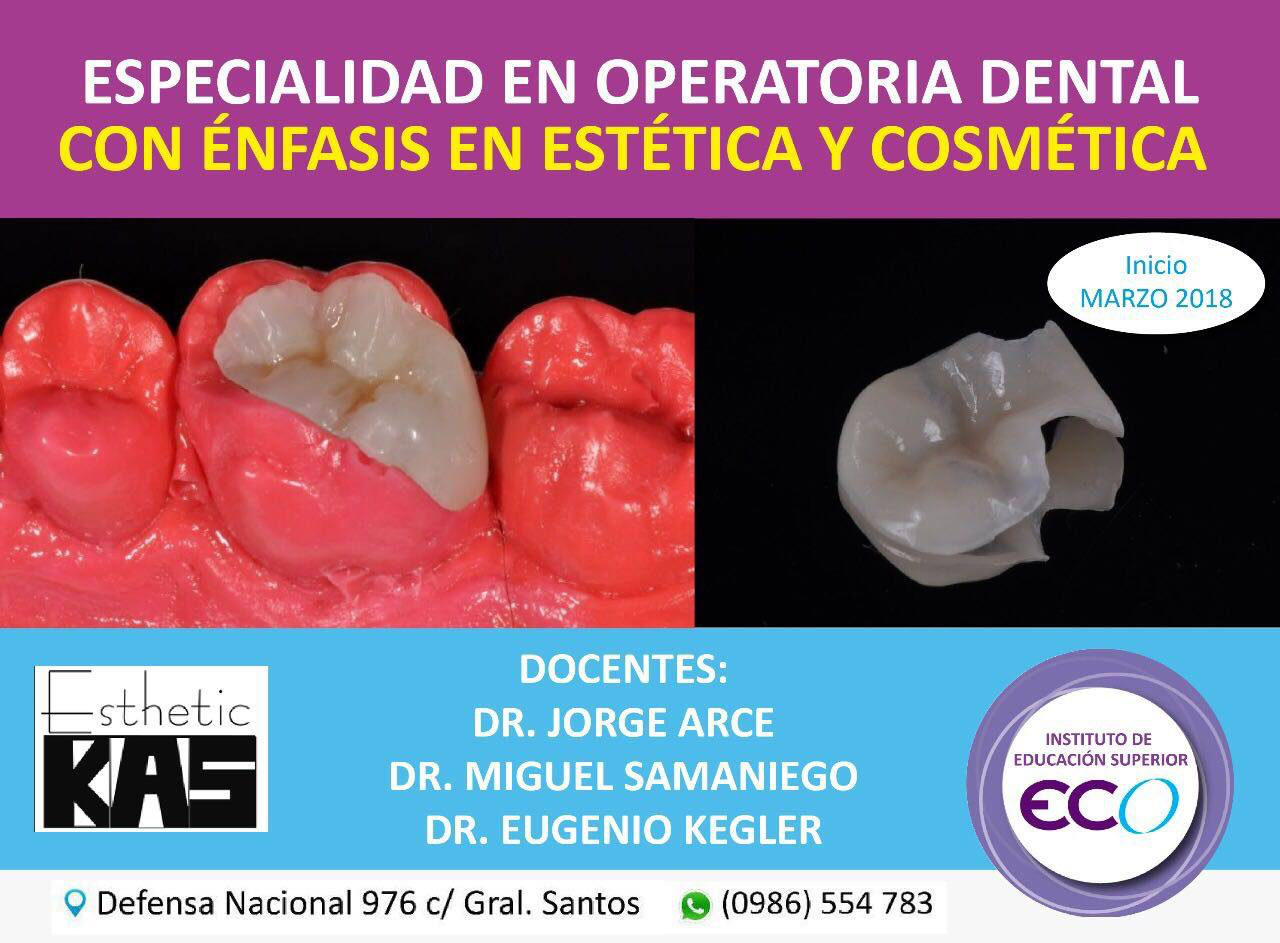 ESPECIALIDAD EN OPERATORIA DENTAL
CON ÉNFASIS EN ESTÉTICA Y COSMÉTICA
Inicio
MARZO 2018
Esthetic
KAS
DOCENTES:
DR. JORGE ARCE
DR. MIGUEL SAMANIEGO
DR. EUGENIO KEGLER
INSTITUTO DE
EDUCACIÓN SUPERIOR
ECO
Defensa Nacional 976 c/ Gral. Santos
(0986) 554 783